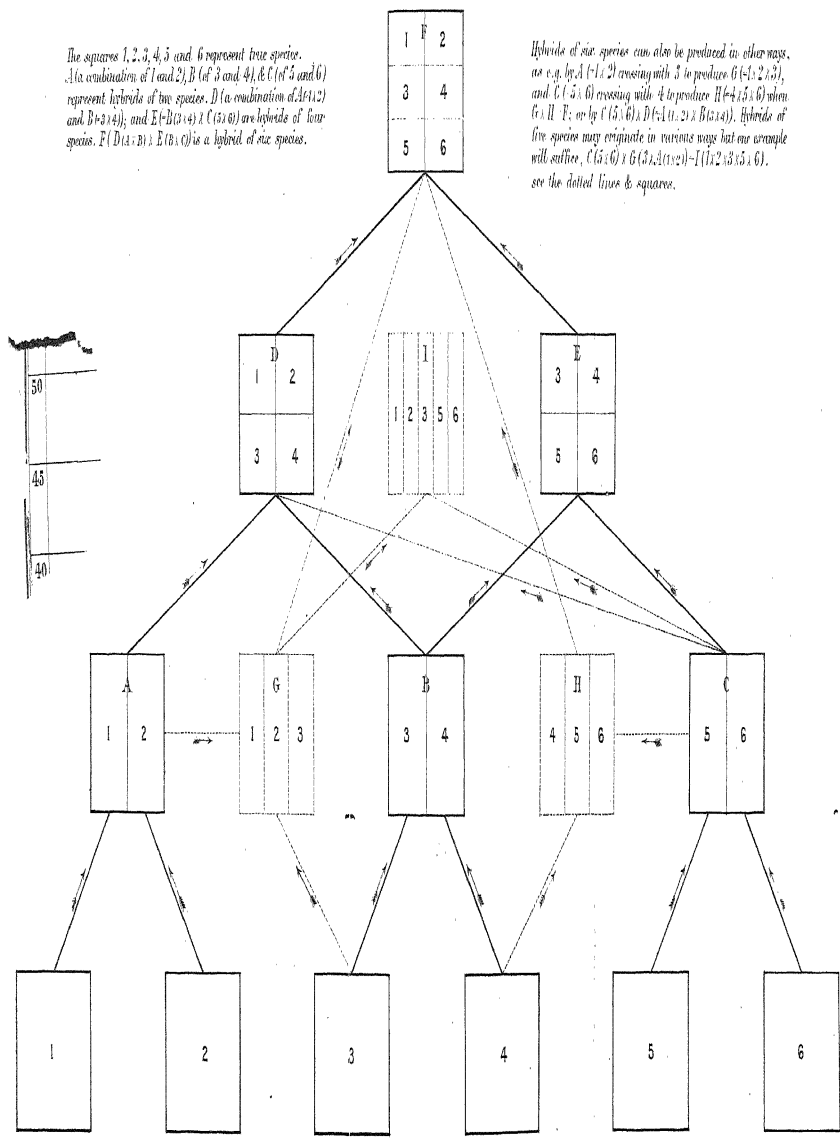 The squares 1, 2, 3, 4, 5 and 6 represent true species.
A (a combination of 1 and 2), B (of 3 and 4), & C (of 5 and 6)
represent hybrids of two species. D (a combination of A(=1x2)
and B(=3x4)); and E (=B(3x4) x C(5x6)) are hybrids of four
species. F (D(AxB) x E(BxC)) is a hybrid of six species.
Hybrids of six species can also be produced in other ways,
as e.g. by A (=1x2) crossing with 3 to produce G (=1x2x3),
and C (=5x6) crossing with 4 to produce H (=4x5x6) when
G x H = F; or by C (5x6) x D (=A(1x2) x B(3x4)). Hybrids of
five species may originate in various ways but one example
will suffice, C (5x6) x G (3xA(1x2)) = I (1x2x3x5x6).
see the dotted lines & squares.
F
1 2
3 4
5 6
D
1 2
3 4
I
1 2 3 5 6
E
3 4
5 6
50
45
40
A
1 2
G
1 2 3
B
3 4
H
4 5 6
C
5 6
1 2 3 4 5 6